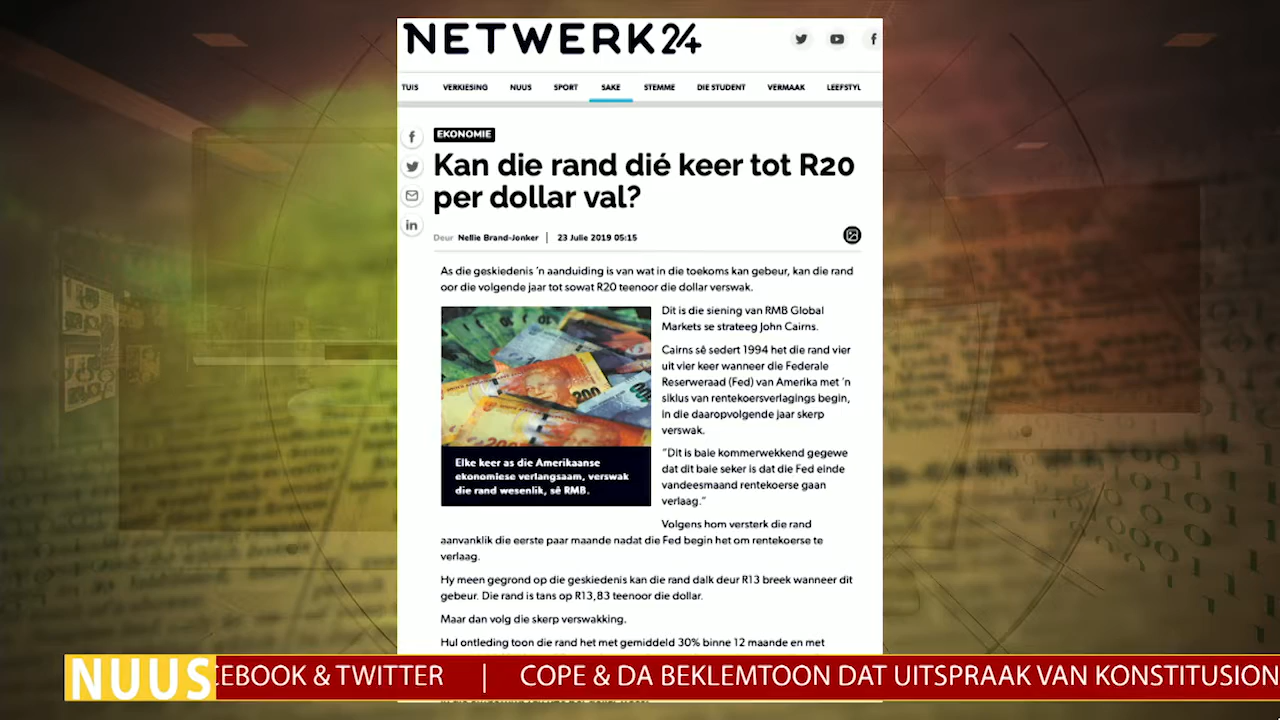 NETWERK24
TUIS VERKIESING NUUS SPORT SAKE STEMME DIE STUDENT VERMAAK LEEFSTYL
EKONOMIE
Kan die rand dié keer tot R20
per dollar val?
Deur Nellie Brand-Jonker | 23 Julie 2019 05:15
As die geskiedenis 'n aanduiding is van wat in die toekoms kan gebeur, kan die rand
oor die volgende jaar tot sowat R20 teenoor die dollar verswak.
Dit is die siening van RMB Global
Markets se strateeg John Cairns.
Cairns sê sedert 1994 het die rand vier
uit vier keer wanneer die Federale
Reserweraad (Fed) van Amerika met 'n
siklus van rentekoersverlagings begin,
in die daaropvolgende jaar skerp
verswak.
Elke keer as die Amerikaanse
ekonomiese verlangsaam, verswak
die rand wesenlik, sê RMB.
"Dit is baie kommerwekkend gegewe
dat dit baie seker is dat die Fed einde
vandeesmaand rentekoerse gaan
verlaag."
Volgens hom versterk die rand
aanvanklik die eerste paar maande nadat die Fed begin het om rentekoerse te
verlaag.
Hy meen gegrond op die geskiedenis kan die rand dalk deur R13 breek wanneer dit
gebeur. Die rand is tans op R13,83 teenoor die dollar.
Maar dan volg die skerp verswakking.
Hul ontleding toon die rand het met gemiddeld 30% binne 12 maande en met
NUUS CEBOOK & TWITTER | COPE & DA BEKLEMTOON DAT UITSPRAAK VAN KONSTITUSION